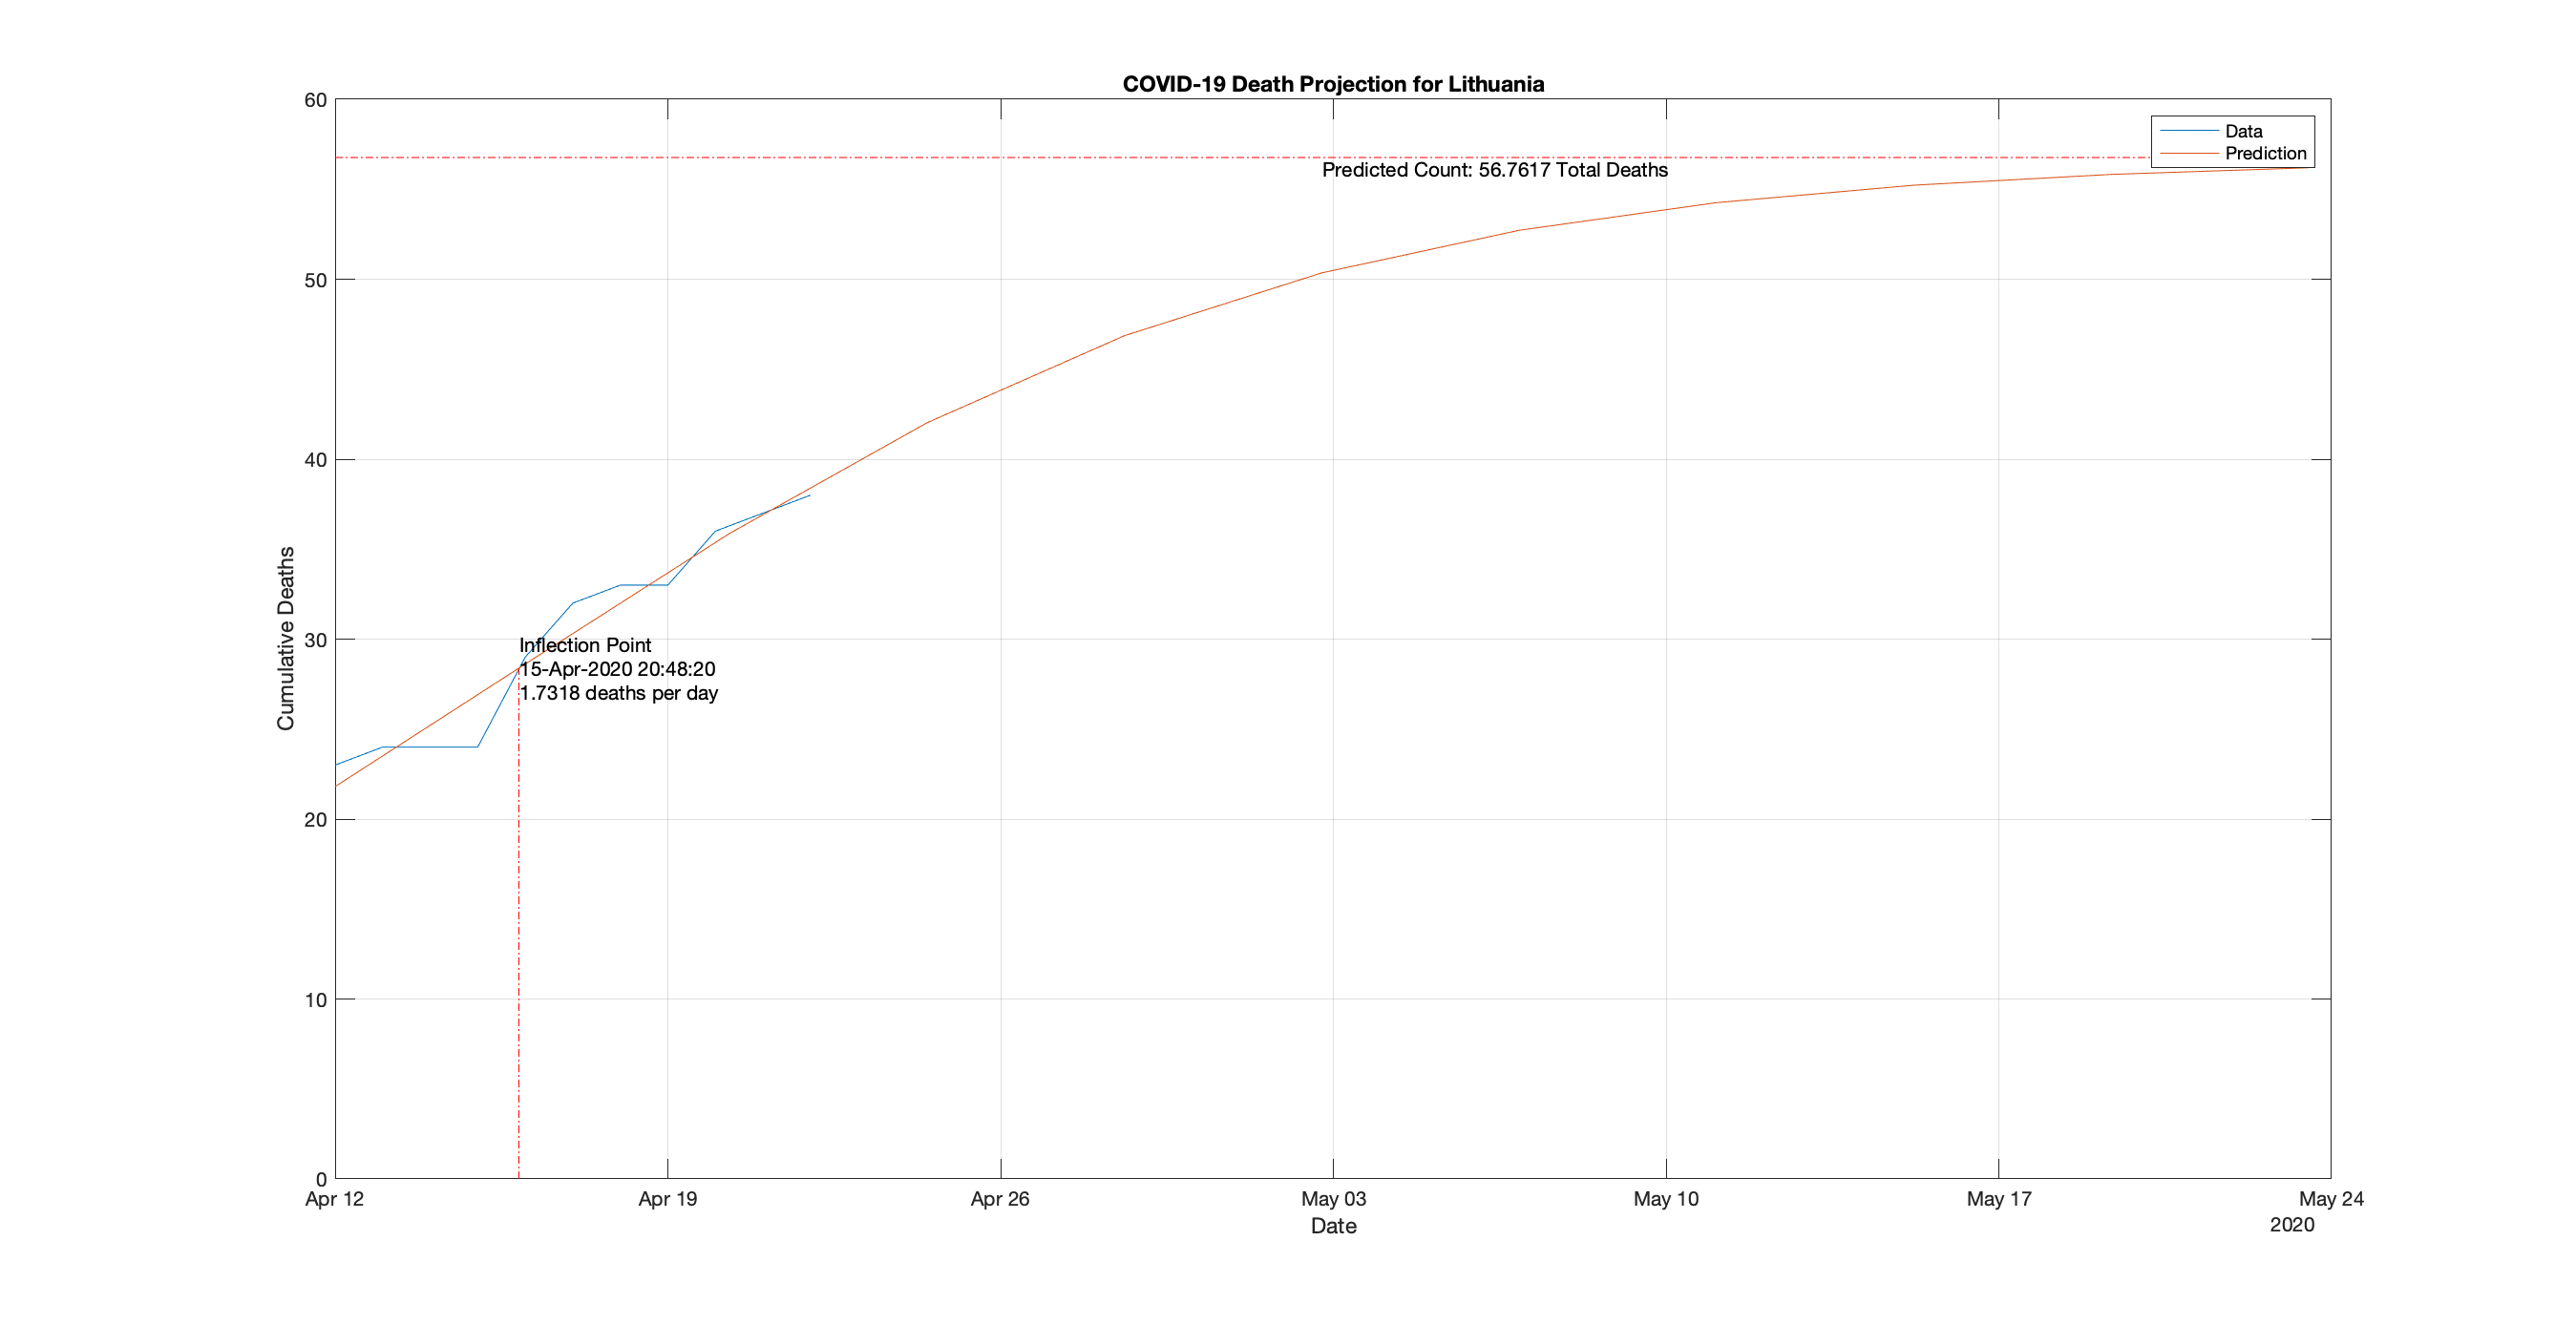 COVID-19 Death Projection for Lithuania
60
50
40
30
20
10
0
Cumulative Deaths
Data
Prediction
Predicted Count: 56.7617 Total Deaths
Inflection Point
15-Apr-2020 20:48:20
1.7318 deaths per day
Apr 12
Apr 19
Apr 26
May 03
May 10
May 17
May 24
2020
Date